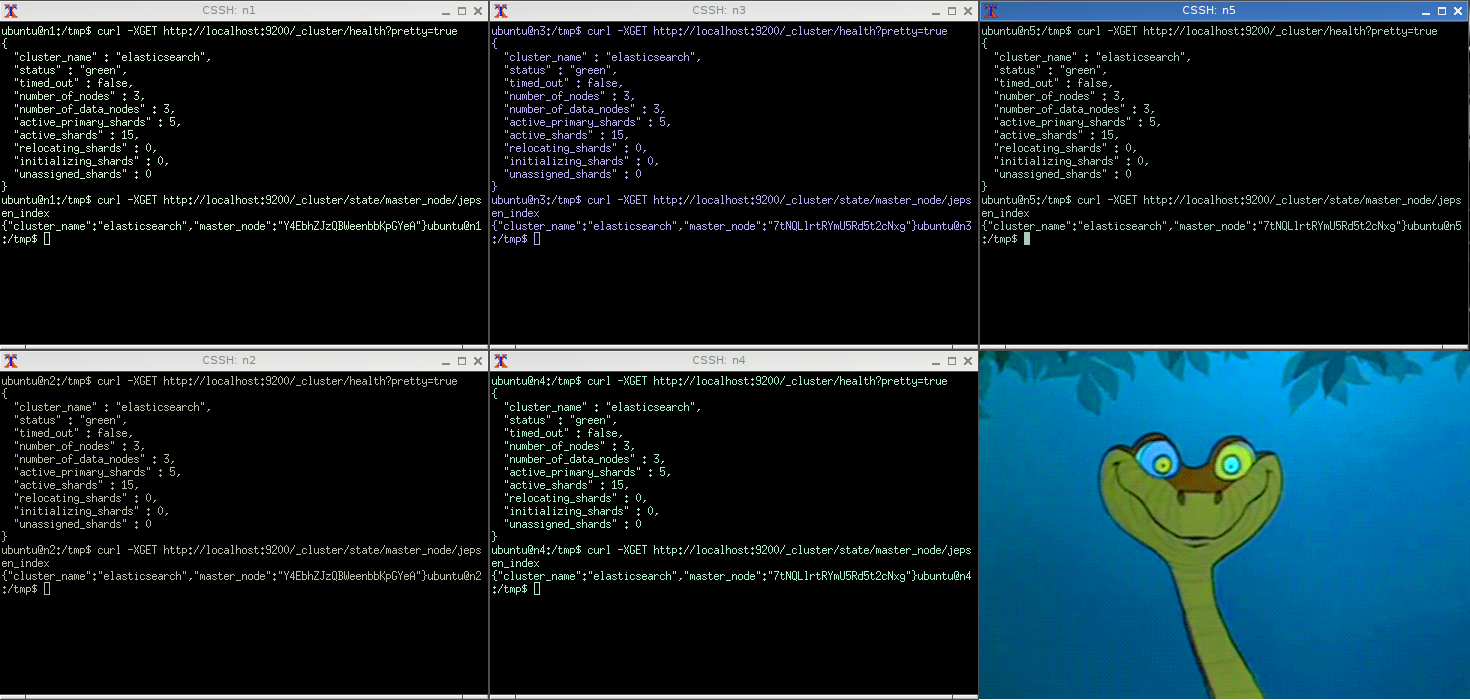 CSSH: n1
ubuntu@n1:/tmp$ curl -XGET http://localhost:9200/_cluster/health?pretty=true
{
"cluster_name" : "elasticsearch",
"status" : "green",
"timed_out" : false,
"number_of_nodes" : 3,
"number_of_data_nodes" : 3,
"active_primary_shards" : 5,
"active_shards" : 15,
"relocating_shards" : 0,
"initializing_shards" : 0,
"unassigned_shards" : 0
}
ubuntu@n1:/tmp$ curl -XGET http://localhost:9200/_cluster/state/master_node/jeps
en_index
{"cluster_name":"elasticsearch","master_node":"Y4EbhZJzQBWeenbbKpGYeA"}ubuntu@n1
:/tmp$
CSSH: n3
ubuntu@n3:/tmp$ curl -XGET http://localhost:9200/_cluster/health?pretty=true
{
"cluster_name" : "elasticsearch",
"status" : "green",
"timed_out" : false,
"number_of_nodes" : 3,
"number_of_data_nodes" : 3,
"active_primary_shards" : 5,
"active_shards" : 15,
"relocating_shards" : 0,
"initializing_shards" : 0,
"unassigned_shards" : 0
}
ubuntu@n3:/tmp$ curl -XGET http://localhost:9200/_cluster/state/master_node/jeps
en_index
{"cluster_name":"elasticsearch","master_node":"7tNQLlrtRYmU5Rd5t2cNxg"}ubuntu@n3
:/tmp$
CSSH: n5
ubuntu@n5:/tmp$ curl -XGET http://localhost:9200/_cluster/health?pretty=true
{
"cluster_name" : "elasticsearch",
"status" : "green",
"timed_out" : false,
"number_of_nodes" : 3,
"number_of_data_nodes" : 3,
"active_primary_shards" : 5,
"active_shards" : 15,
"relocating_shards" : 0,
"initializing_shards" : 0,
"unassigned_shards" : 0
}
ubuntu@n5:/tmp$ curl -XGET http://localhost:9200/_cluster/state/master_node/jeps
en_index
{"cluster_name":"elasticsearch","master_node":"7tNQLlrtRYmU5Rd5t2cNxg"}ubuntu@n5
:/tmp$
CSSH: n2
ubuntu@n2:/tmp$ curl -XGET http://localhost:9200/_cluster/health?pretty=true
{
"cluster_name" : "elasticsearch",
"status" : "green",
"timed_out" : false,
"number_of_nodes" : 3,
"number_of_data_nodes" : 3,
"active_primary_shards" : 5,
"active_shards" : 15,
"relocating_shards" : 0,
"initializing_shards" : 0,
"unassigned_shards" : 0
}
ubuntu@n2:/tmp$ curl -XGET http://localhost:9200/_cluster/state/master_node/jeps
en_index
{"cluster_name":"elasticsearch","master_node":"Y4EbhZJzQBWeenbbKpGYeA"}ubuntu@n2
:/tmp$
CSSH: n4
ubuntu@n4:/tmp$ curl -XGET http://localhost:9200/_cluster/health?pretty=true
{
"cluster_name" : "elasticsearch",
"status" : "green",
"timed_out" : false,
"number_of_nodes" : 3,
"number_of_data_nodes" : 3,
"active_primary_shards" : 5,
"active_shards" : 15,
"relocating_shards" : 0,
"initializing_shards" : 0,
"unassigned_shards" : 0
}
ubuntu@n4:/tmp$ curl -XGET http://localhost:9200/_cluster/state/master_node/jeps
en_index
{"cluster_name":"elasticsearch","master_node":"7tNQLlrtRYmU5Rd5t2cNxg"}ubuntu@n4
:/tmp$